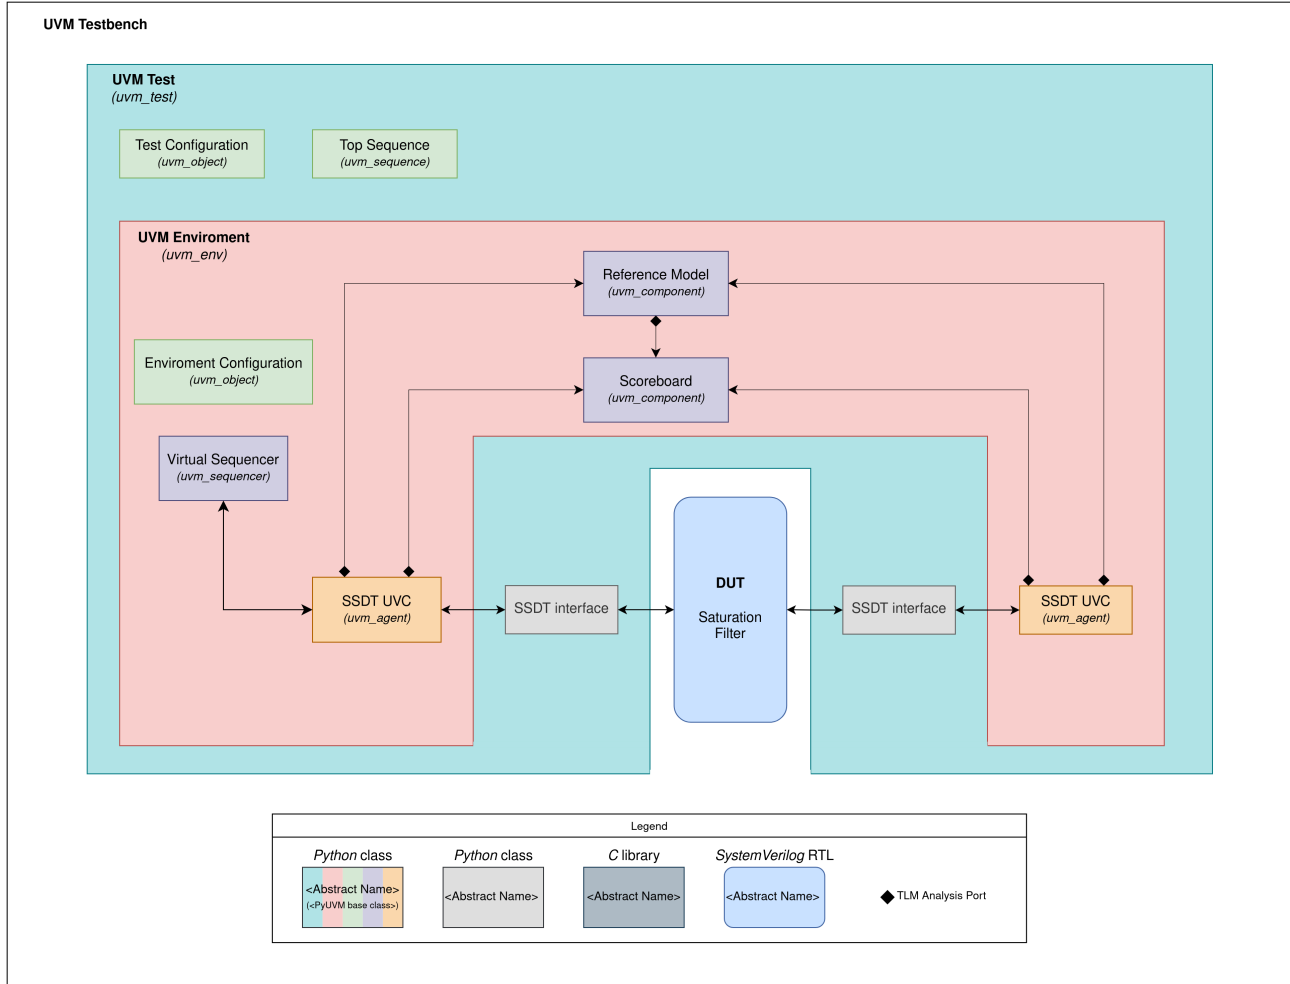 UVM Testbench
UVM Test
(uvm_test)
Test Configuration
(uvm_object)
Top Sequence
(uvm_sequence)
UVM Enviroment
(uvm_env)
Reference Model
(uvm_component)
Enviroment Configuration
(uvm_object)
Scoreboard
(uvm_component)
Virtual Sequencer
(uvm_sequencer)
SSDT UVC
(uvm_agent)
SSDT interface
DUT
Saturation
Filter
SSDT interface
SSDT UVC
(uvm_agent)
Legend
Python class
<Abstract Name>
(<PyUVM base class>)
Python class
<Abstract Name>
C library
<Abstract Name>
SystemVerilog RTL
<Abstract Name>
TLM Analysis Port